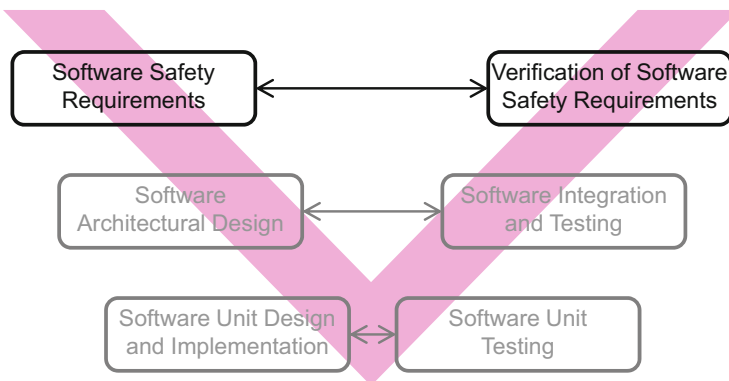 Software Safety
Requirements
Verification of Software
Safety Requirements
Software
Architectural Design
Software Integration
and Testing
Software Unit Design
and Implementation
Software Unit
Testing